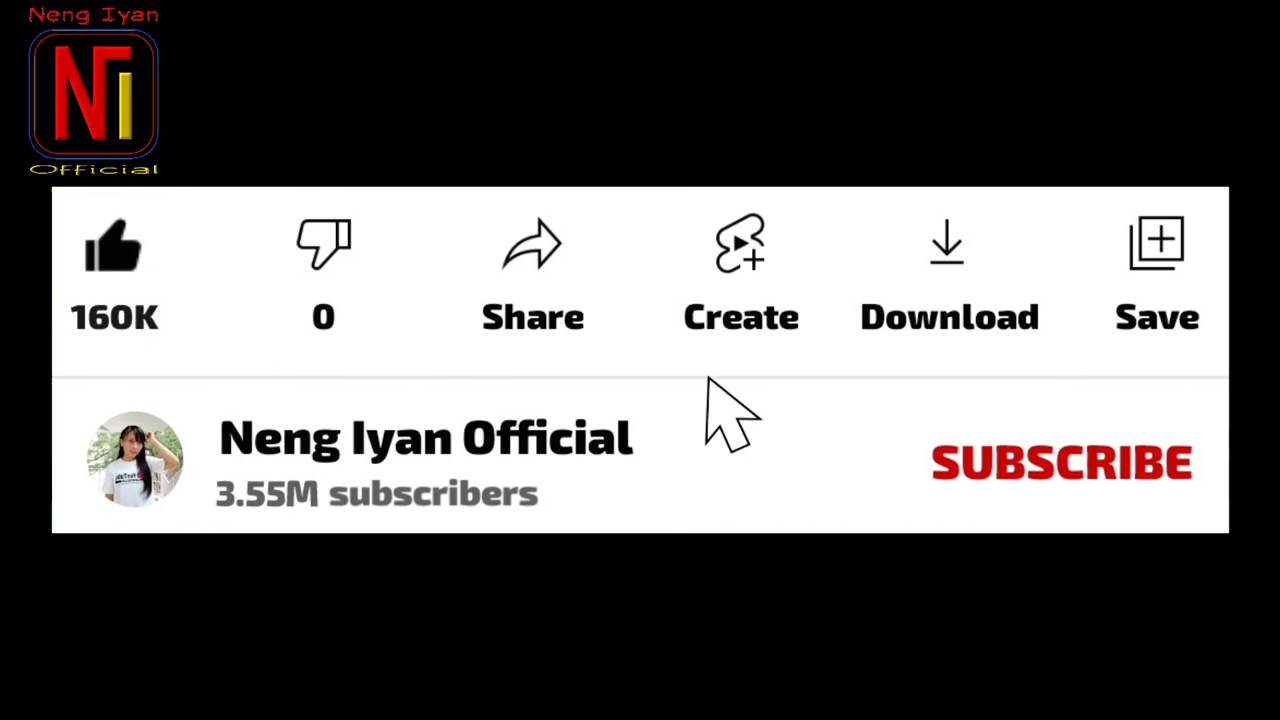 Neng Iyan
NI
Official
160K
0
Share
Create
Download
Save
Neng Iyan Official
3.55M subscribers
SUBSCRIBE